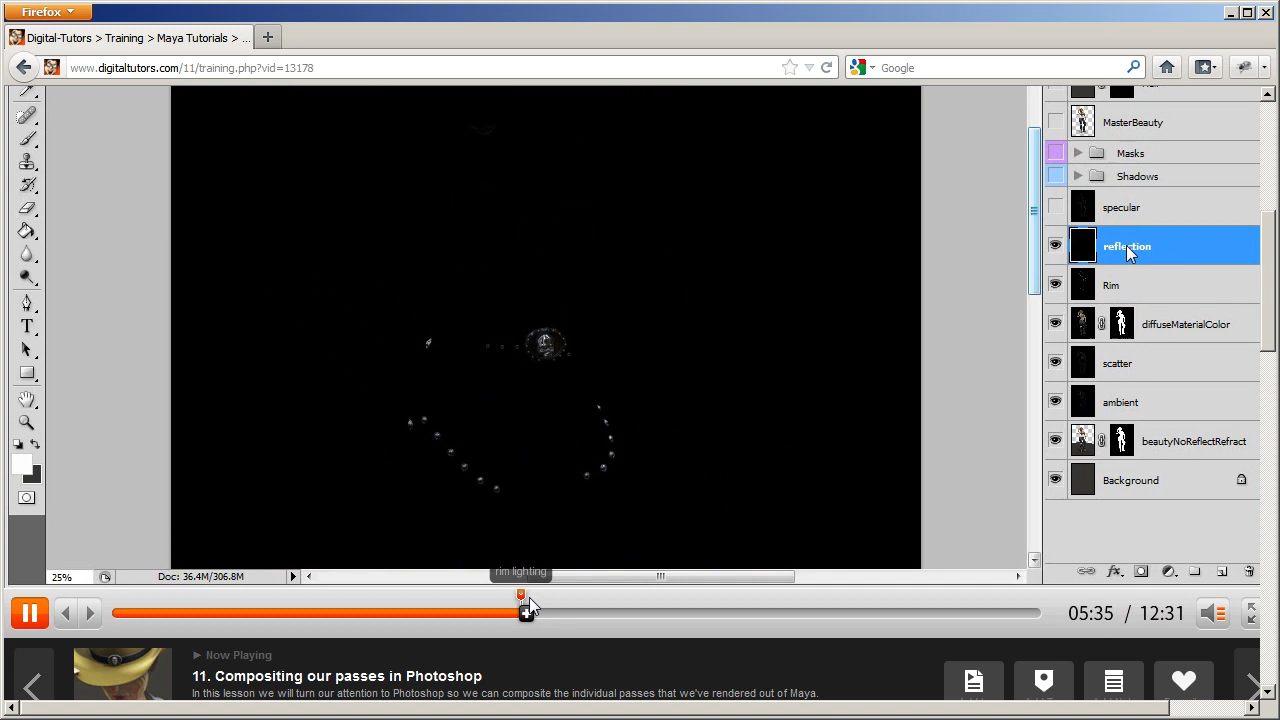 Firefox
Digital-Tutors > Training > Maya Tutorials > ...
www.digitaltutors.com/11/training.php?vid=13178
Google
MasterBeauty
Masks
Shadows
specular
reflection
Rim
diffuseMaterialColor
scatter
ambient
beautyNoReflectRefract
Background
T
fx
25%
Doc: 36.4M/306.8M
rim lighting
05:35 / 12:31
Now Playing
11. Compositing our passes in Photoshop
In this lesson we will turn our attention to Photoshop so we can composite the individual passes that we've rendered out of Maya.